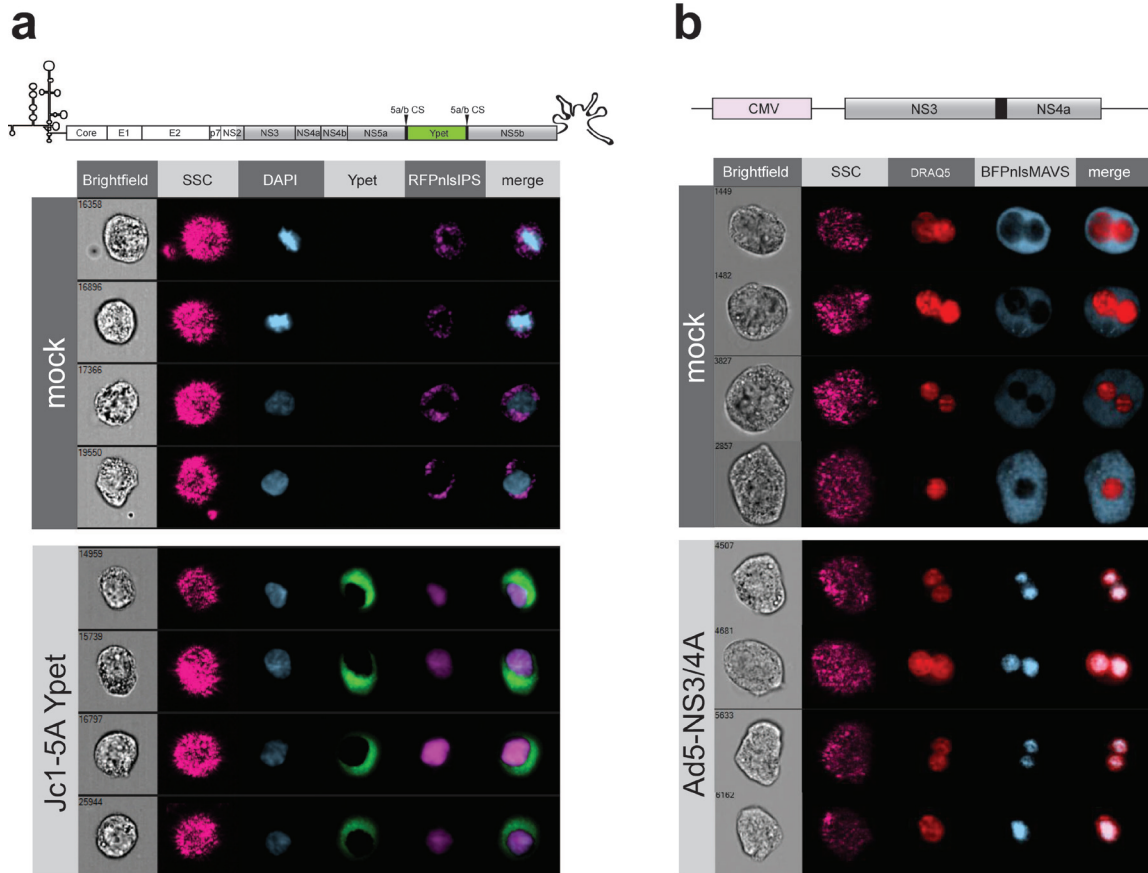 a
5a/b CS 5a/b CS
Core E1 E2 p7 NS2 NS3 NS4a NS4b NS5a Ypet NS5b
Brightfield SSC DAPI Ypet RFPnlsIPS merge
mock
16358
16896
17366
19550
Jc1-5A Ypet
14959
15739
16797
25944
b
CMV NS3 NS4a
Brightfield SSC DRAQ5 BFPnlsMAVS merge
mock
1449
1482
3827
2857
Ad5-NS3/4A
4507
4681
5633
6162